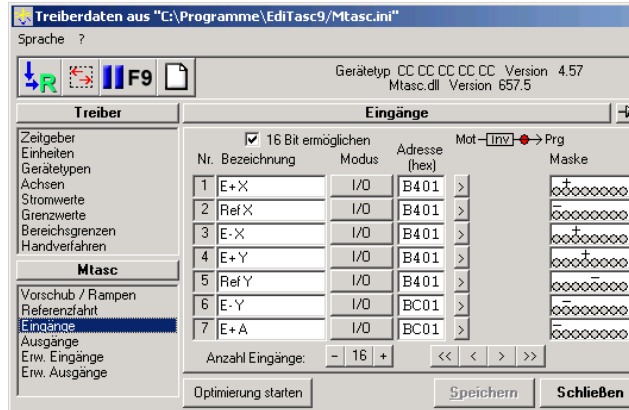 Treiberdaten aus "C:\Programme\EdiTasc9/Mtasc.ini"
Sprache ?
R F9
Gerätetyp CC CC CC CC CC Version 4.57
Mtasc.dll Version 657.5
Treiber
Zeitgeber
Einheiten
Gerätetypen
Achsen
Stromwerte
Grenzwerte
Bereichsgrenzen
Handverfahren
Mtasc
Vorschub / Rampen
Referenzfahrt
Eingänge
Ausgänge
Erw. Eingänge
Erw. Ausgänge
Eingänge
16 Bit ermöglichen
Mot Inv Prg
Nr. Bezeichnung Modus Adresse (hex) Maske
1 E+X I/O B401 >
2 Ref X I/O B401 >
3 E-X I/O B401 >
4 E+Y I/O B401 >
5 Ref Y I/O B401 >
6 E-Y I/O BC01 >
7 E+A I/O BC01 >
Anzahl Eingänge: - 16 + << < > >>
Optimierung starten Speichern Schließen